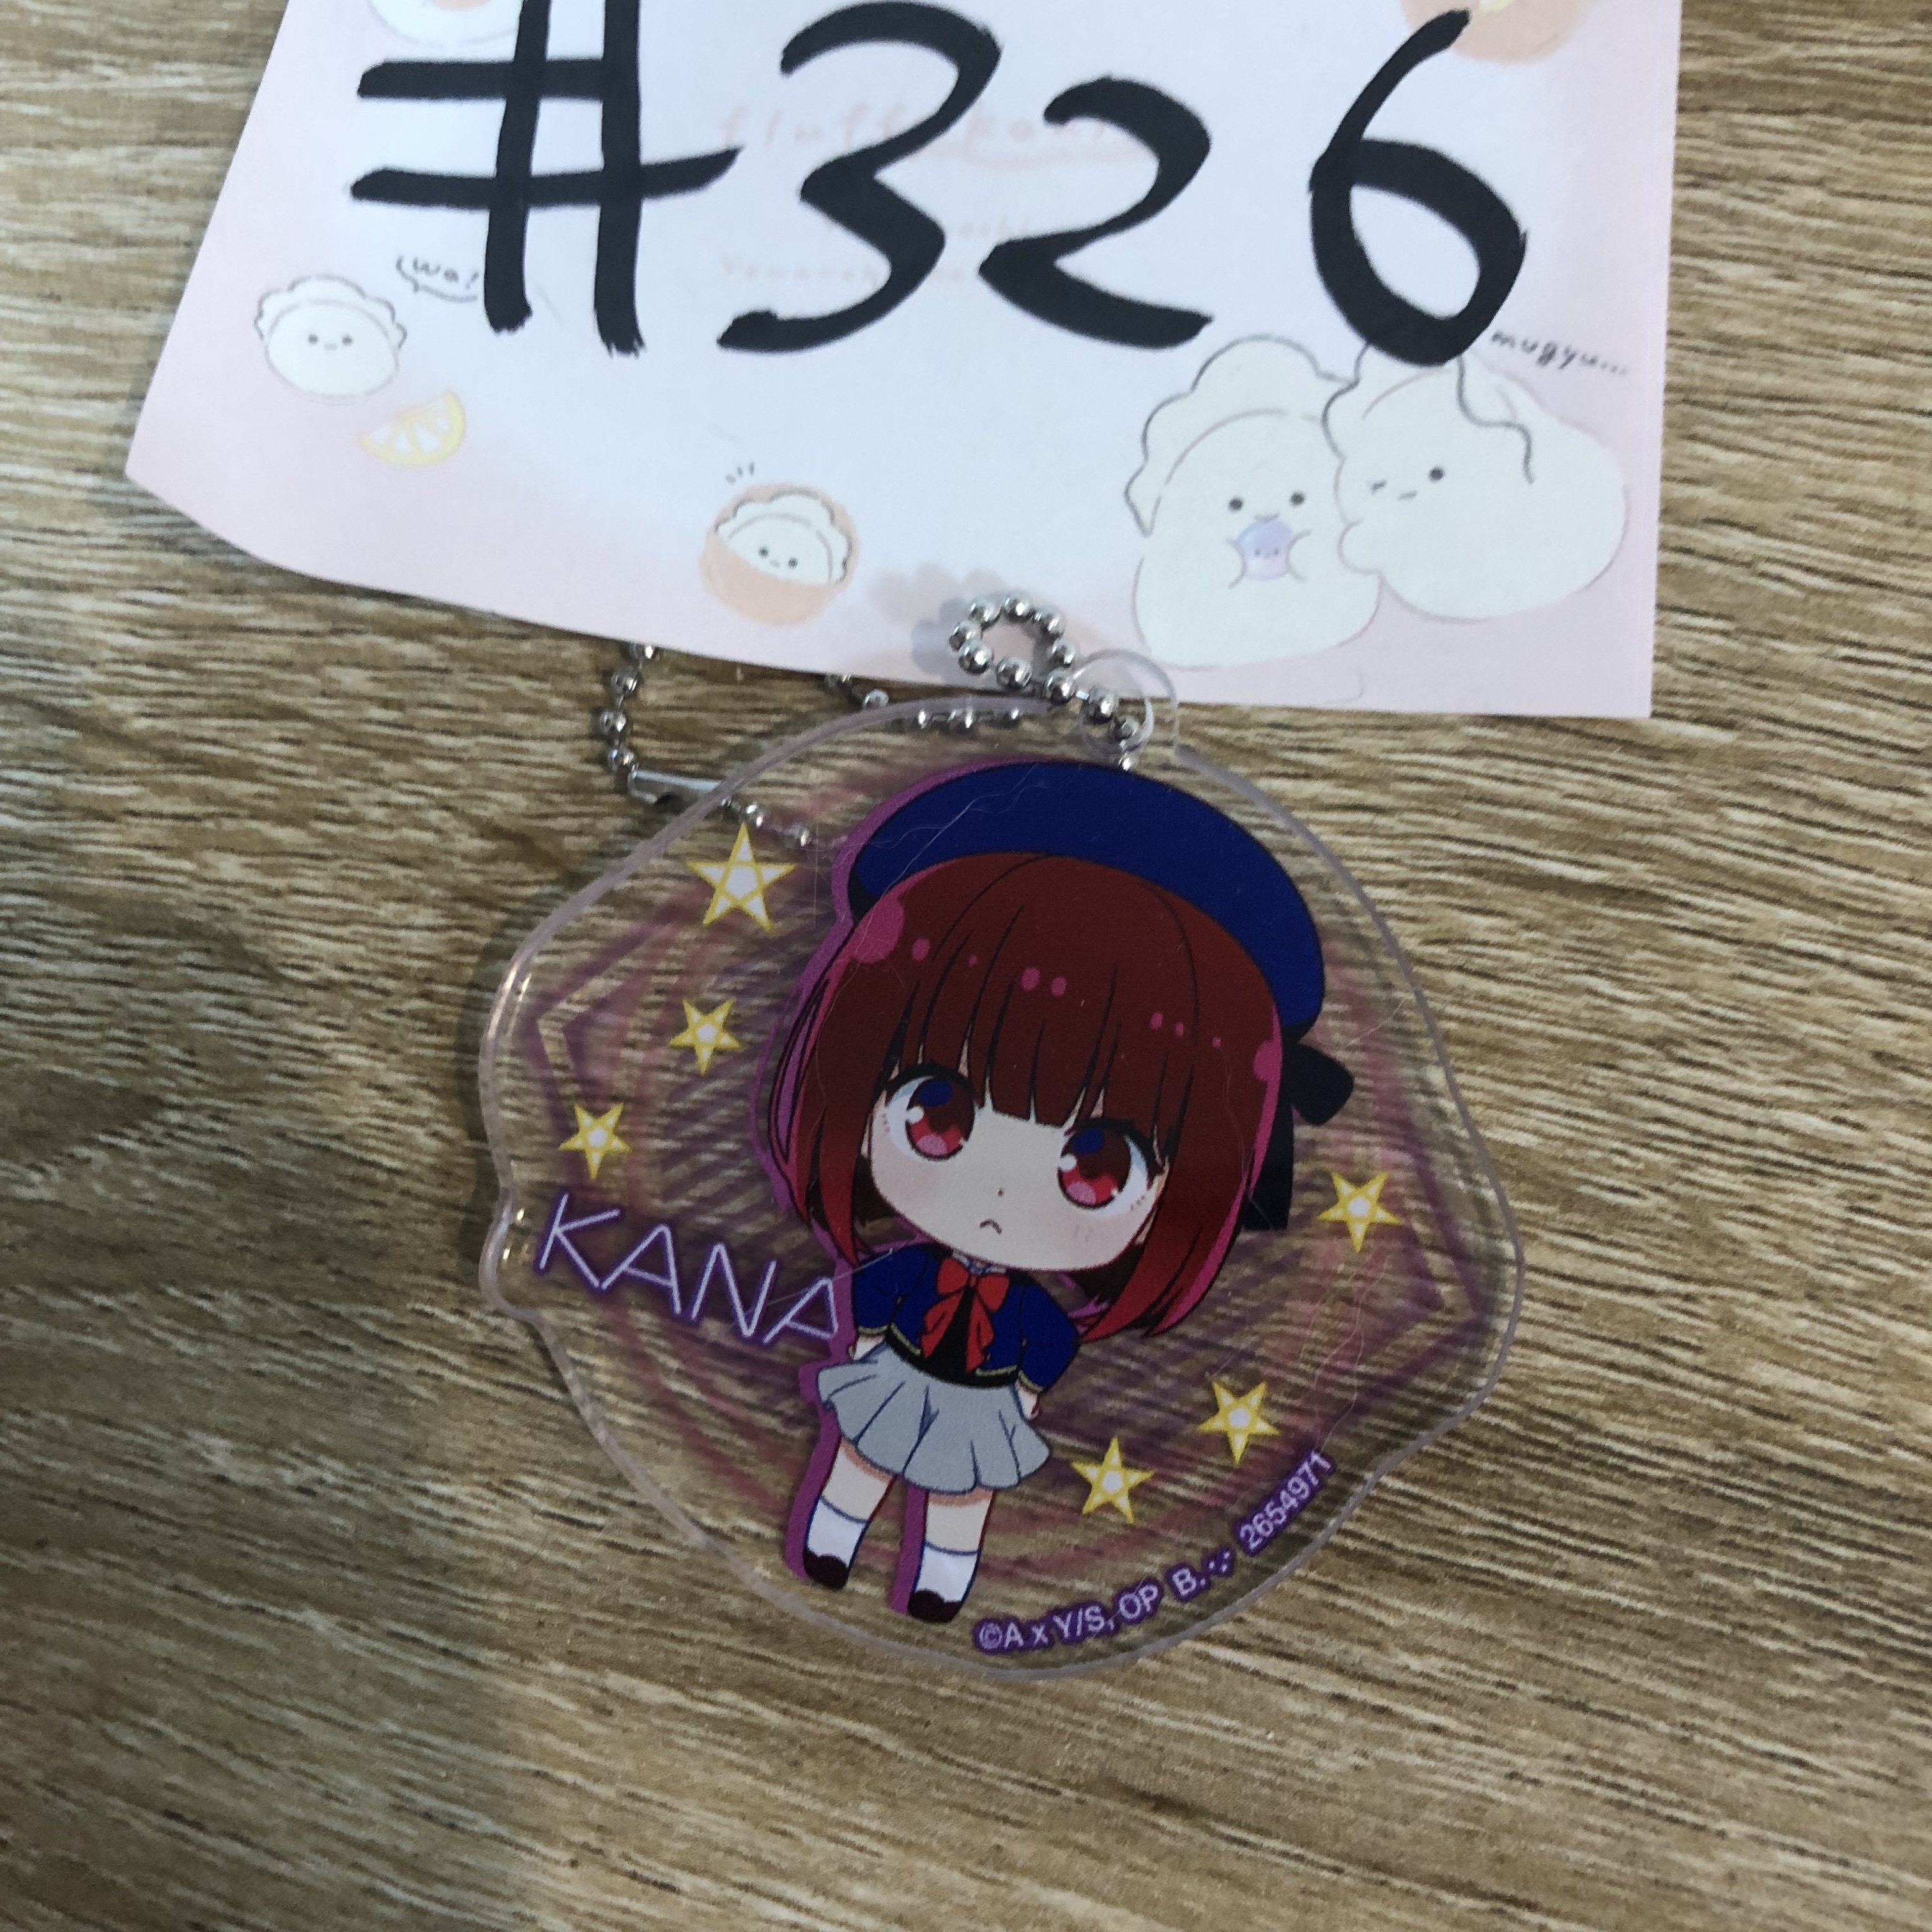 #326
wa!
mugyu...
KANA
©A x Y/S, OP B. 2654971